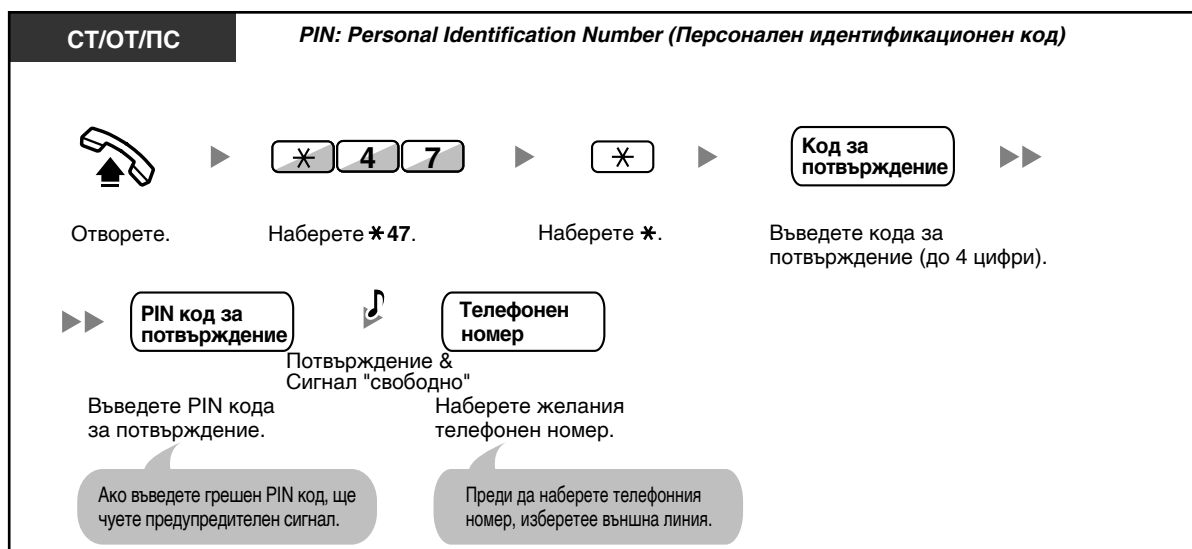 СТ/ОТ/ПС
PIN: Personal Identification Number (Персонален идентификационен код)
* 4 7
*
Код за
потвърждение
Отворете.
Наберете *47.
Наберете *.
Въведете кода за
потвърждение (до 4 цифри).
PIN код за
потвърждение
Потвърждение &
Сигнал "свободно"
Телефонен
номер
Въведете PIN кода
за потвърждение.
Наберете желания
телефонен номер.
Ако въведете грешен PIN код, ще
чуете предупредителен сигнал.
Преди да наберете телефонния
номер, изберетее външна линия.